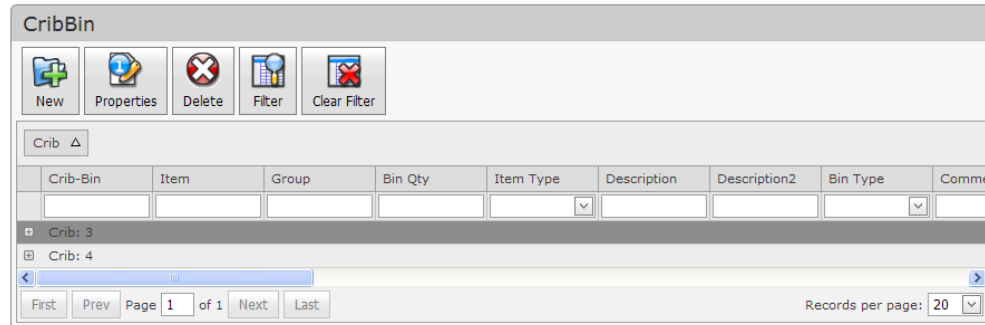 CribBin
New Properties Delete Filter Clear Filter
Crib
Crib-Bin Item Group Bin Qty Item Type Description Description2 Bin Type Comme
Crib: 3
Crib: 4
First Prev Page 1 of 1 Next Last Records per page: 20